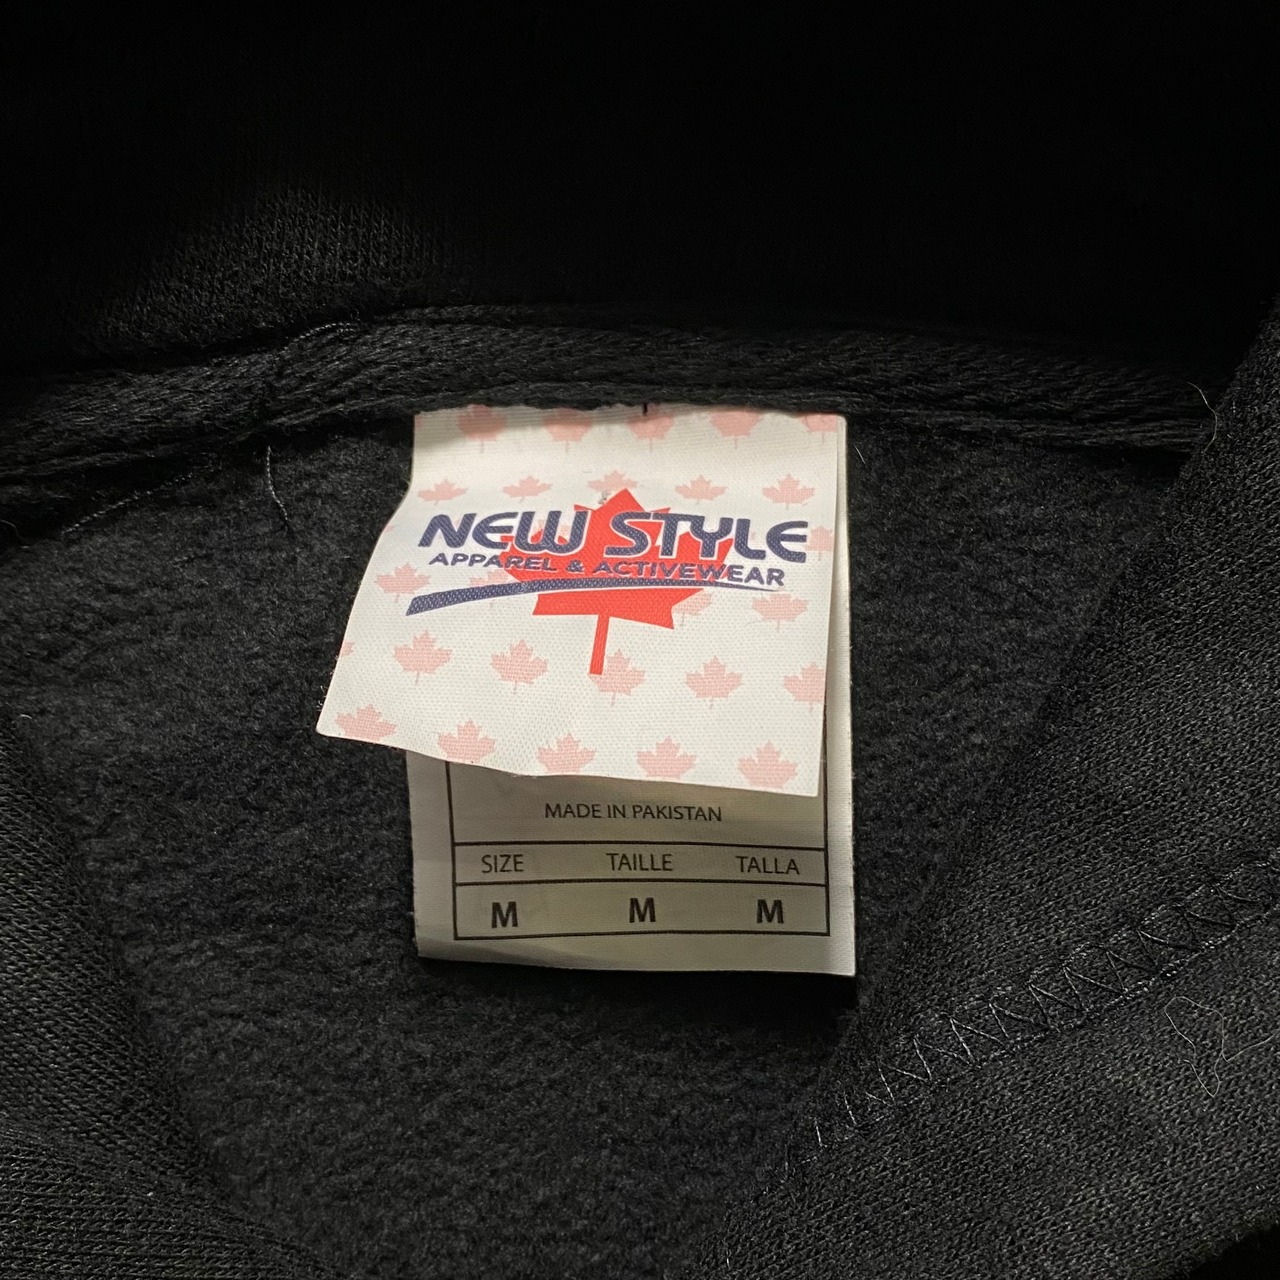 NEW STYLE
APPAREL & ACTIVEWEAR
MADE IN PAKISTAN
SIZE TAILLE TALLA
M M M